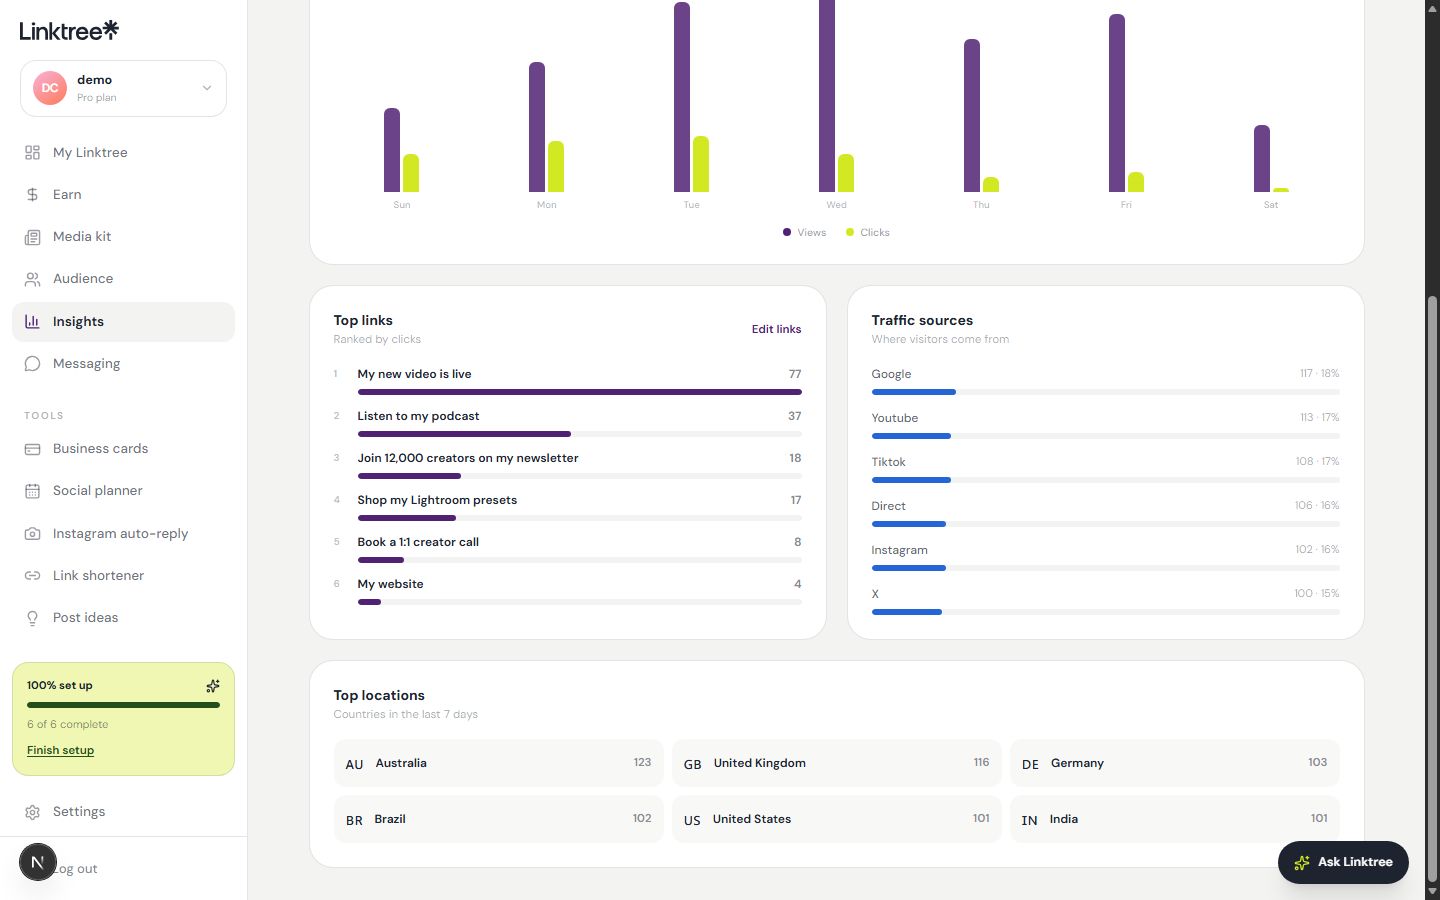 Linktree
DC
demo
Pro plan
My Linktree
Earn
Media kit
Audience
Insights
Messaging
TOOLS
Business cards
Social planner
Instagram auto-reply
Link shortener
Post ideas
100% set up
6 of 6 complete
Finish setup
Settings
N
Log out
Sun Mon Tue Wed Thu Fri Sat
Views Clicks
Top links
Ranked by clicks
Edit links
1 My new video is live 77
2 Listen to my podcast 37
3 Join 12,000 creators on my newsletter 18
4 Shop my Lightroom presets 17
5 Book a 1:1 creator call 8
6 My website 4
Traffic sources
Where visitors come from
Google 117 · 18%
Youtube 113 · 17%
Tiktok 108 · 17%
Direct 106 · 16%
Instagram 102 · 16%
X 100 · 15%
Top locations
Countries in the last 7 days
AU Australia 123
GB United Kingdom 116
DE Germany 103
BR Brazil 102
US United States 101
IN India 101
Ask Linktree